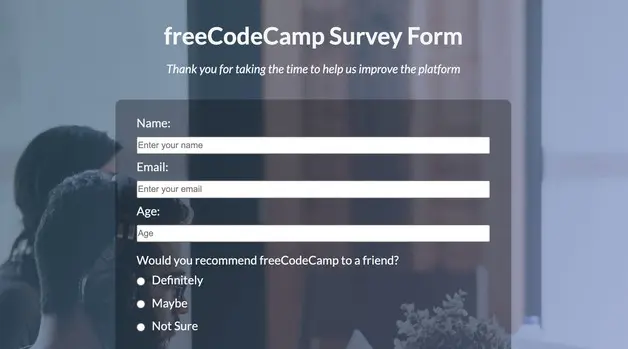 freeCodeCamp Survey Form
Thank you for taking the time to help us improve the platform
Name:
Enter your name
Email:
Enter your email
Age:
Age
Would you recommend freeCodeCamp to a friend?
Definitely
Maybe
Not Sure